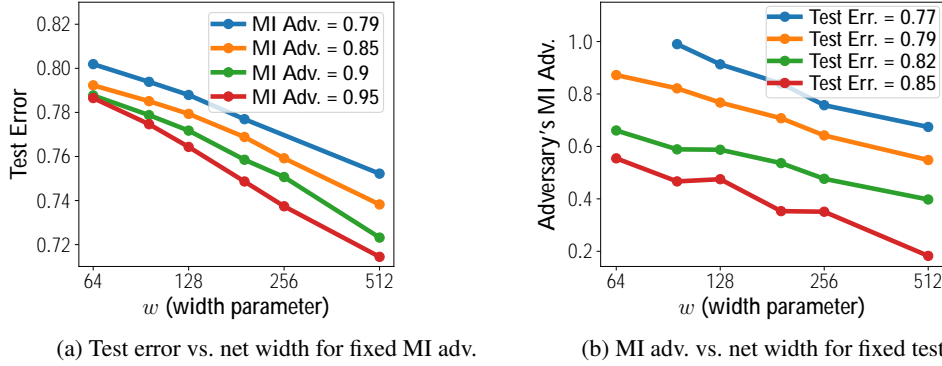 0.82
0.80
0.78
0.76
0.74
0.72
Test Error
MI Adv. = 0.79
MI Adv. = 0.85
MI Adv. = 0.9
MI Adv. = 0.95
64 128 256 512
w (width parameter)
(a) Test error vs. net width for fixed MI adv.
1.0
0.8
0.6
0.4
0.2
Adversary's MI Adv.
Test Err. = 0.77
Test Err. = 0.79
Test Err. = 0.82
Test Err. = 0.85
64 128 256 512
w (width parameter)
(b) MI adv. vs. net width for fixed test